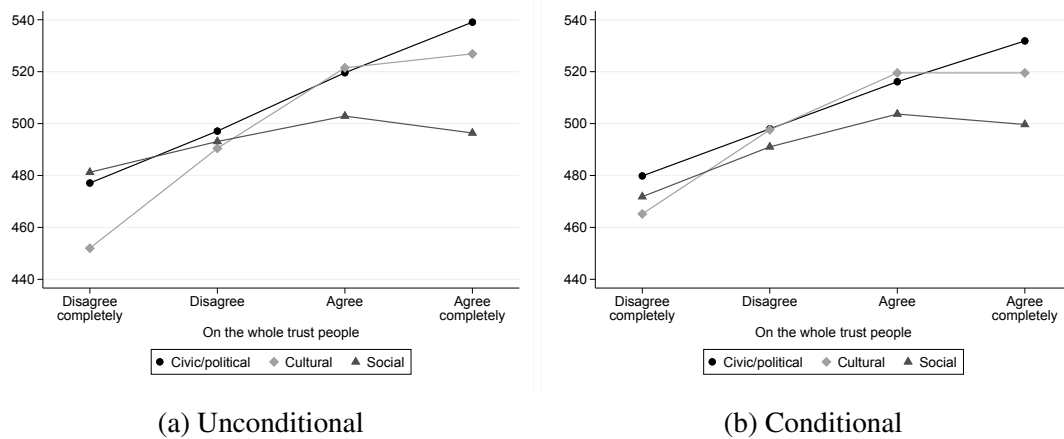 540
520
500
480
460
440
Disagree
completely
Disagree
Agree
Agree
completely
On the whole trust people
Civic/political Cultural Social
(a) Unconditional
540
520
500
480
460
440
Disagree
completely
Disagree
Agree
Agree
completely
On the whole trust people
Civic/political Cultural Social
(b) Conditional